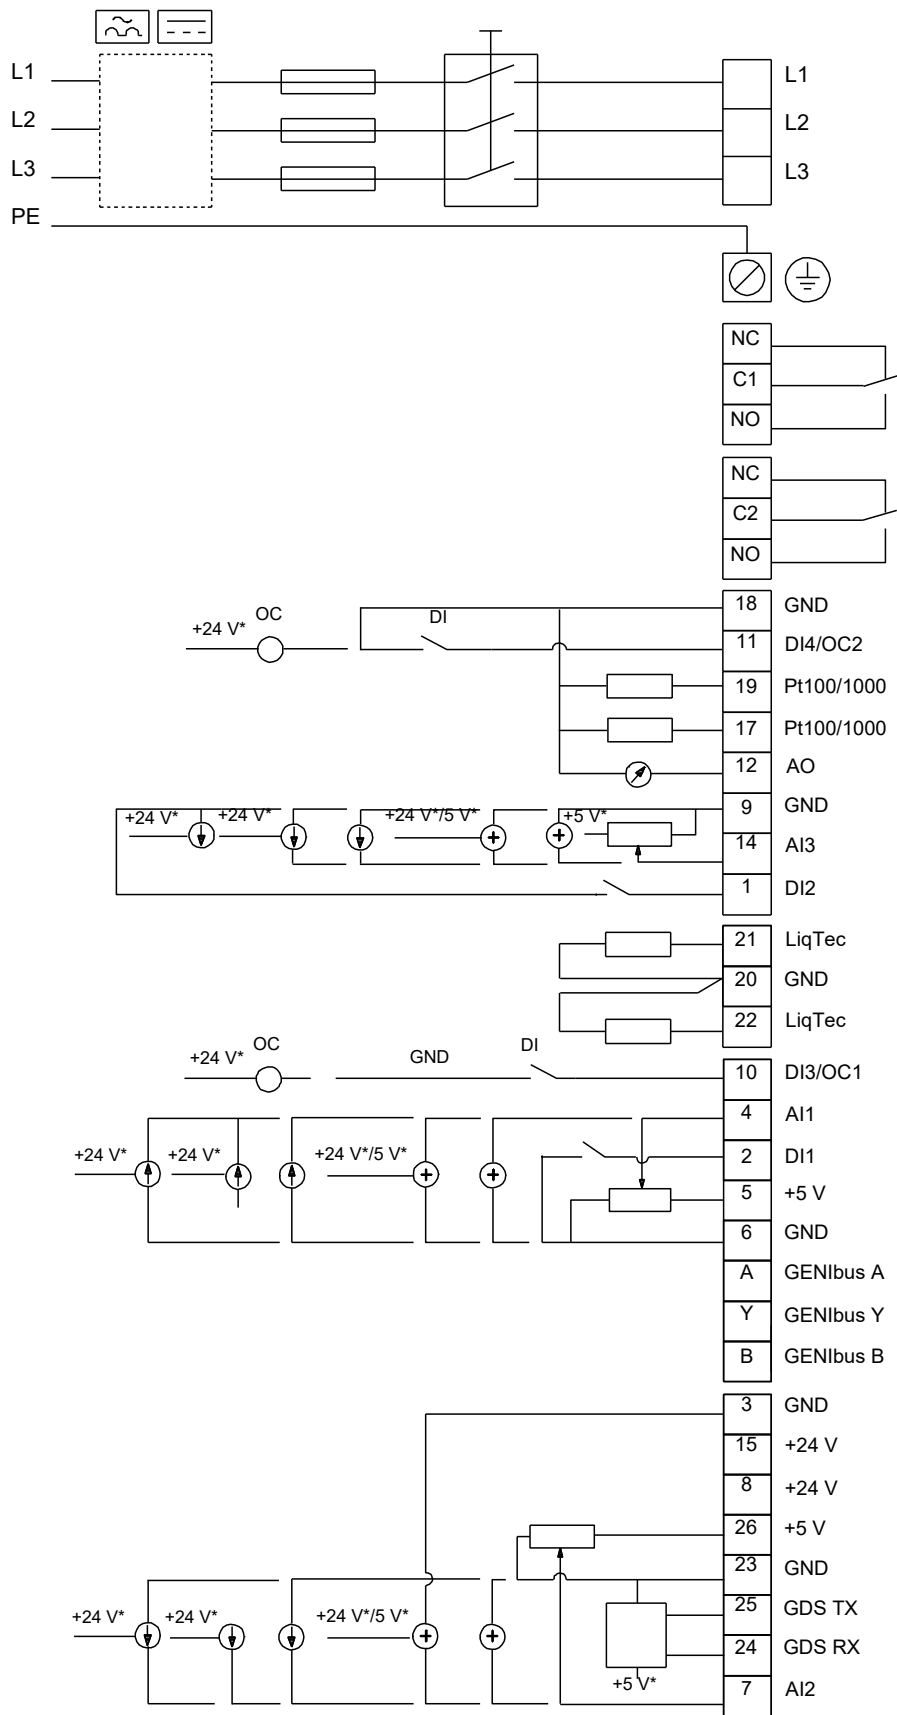 L1 L1
L2 L2
L3 L3
PE
NC
C1
NO
NC
C2
NO
18 GND
+24 V* OC DI
11 DI4/OC2
19 Pt100/1000
17 Pt100/1000
12 AO
9 GND
+24 V* +24 V* +24 V*/5 V* +5 V*
14 AI3
1 DI2
21 LiqTec
20 GND
22 LiqTec
+24 V* OC GND DI
10 DI3/OC1
4 AI1
+24 V* +24 V* +24 V*/5 V*
2 DI1
5 +5 V
6 GND
A GENIbus A
Y GENIbus Y
B GENIbus B
3 GND
15 +24 V
8 +24 V
26 +5 V
23 GND
25 GDS TX
+24 V* +24 V* +24 V*/5 V*
24 GDS RX
+5 V*
7 AI2